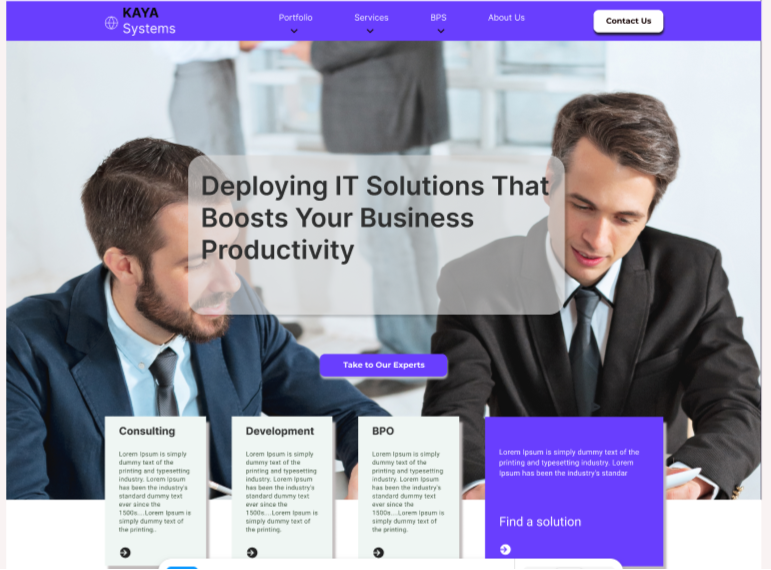 KAYA
Systems
Portfolio
Services
BPS
About Us
Contact Us
Deploying IT Solutions That
Boosts Your Business
Productivity
Take to Our Experts
Consulting
Lorem Ipsum is simply
dummy text of the
printing and typesetting
industry. Lorem Ipsum
has been the industry's
standard dummy text
ever since the
1500s....Lorem Ipsum is
simply dummy text of
the printing..
Development
Lorem Ipsum is simply
dummy text of the
printing and typesetting
industry. Lorem Ipsum
has been the industry's
standard dummy text
ever since the
1500s....Lorem Ipsum is
simply dummy text of
the printing.
BPO
Lorem Ipsum is simply
dummy text of the
printing and typesetting
industry. Lorem Ipsum
has been the industry's
standard dummy text
ever since the
1500s....Lorem Ipsum is
simply dummy text of
the printing.
Lorem Ipsum is simply dummy text of the
printing and typesetting industry. Lorem
Ipsum has been the industry's standar
Find a solution